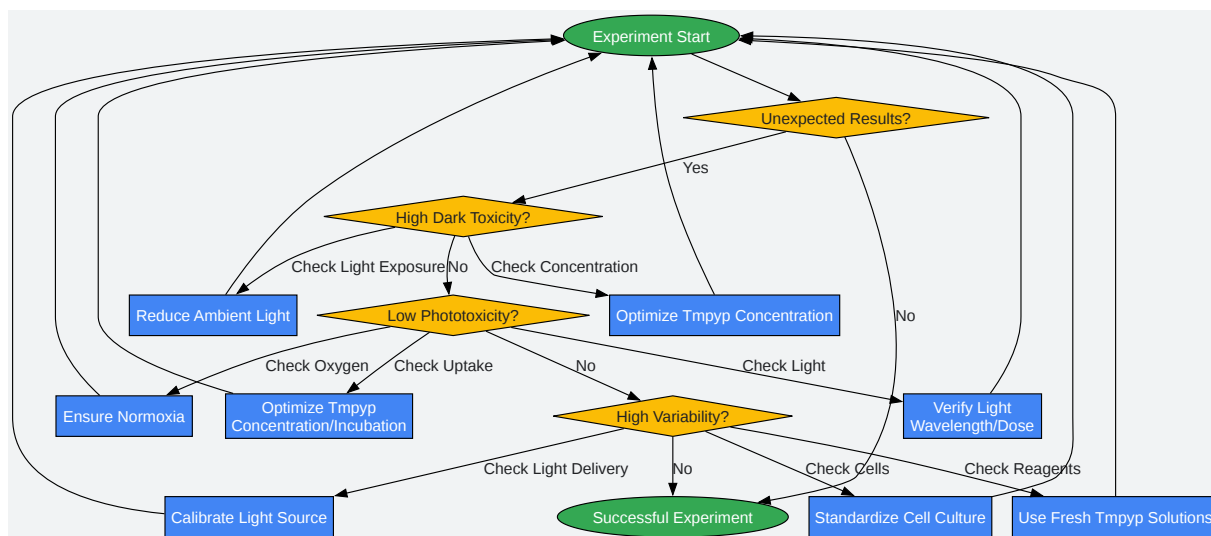 Experiment Start
Unexpected Results?
Yes
High Dark Toxicity?
Check Light Exposure
No
Check Concentration
Reduce Ambient Light
Low Phototoxicity?
Optimize Tmpyp Concentration
No
Check Oxygen
Check Uptake
No
Check Light
Ensure Normoxia
Optimize Tmpyp
Concentration/Incubation
High Variability?
Verify Light
Wavelength/Dose
Check Light Delivery
No
Check Cells
Check Reagents
Calibrate Light Source
Successful Experiment
Standardize Cell Culture
Use Fresh Tmpyp Solutions